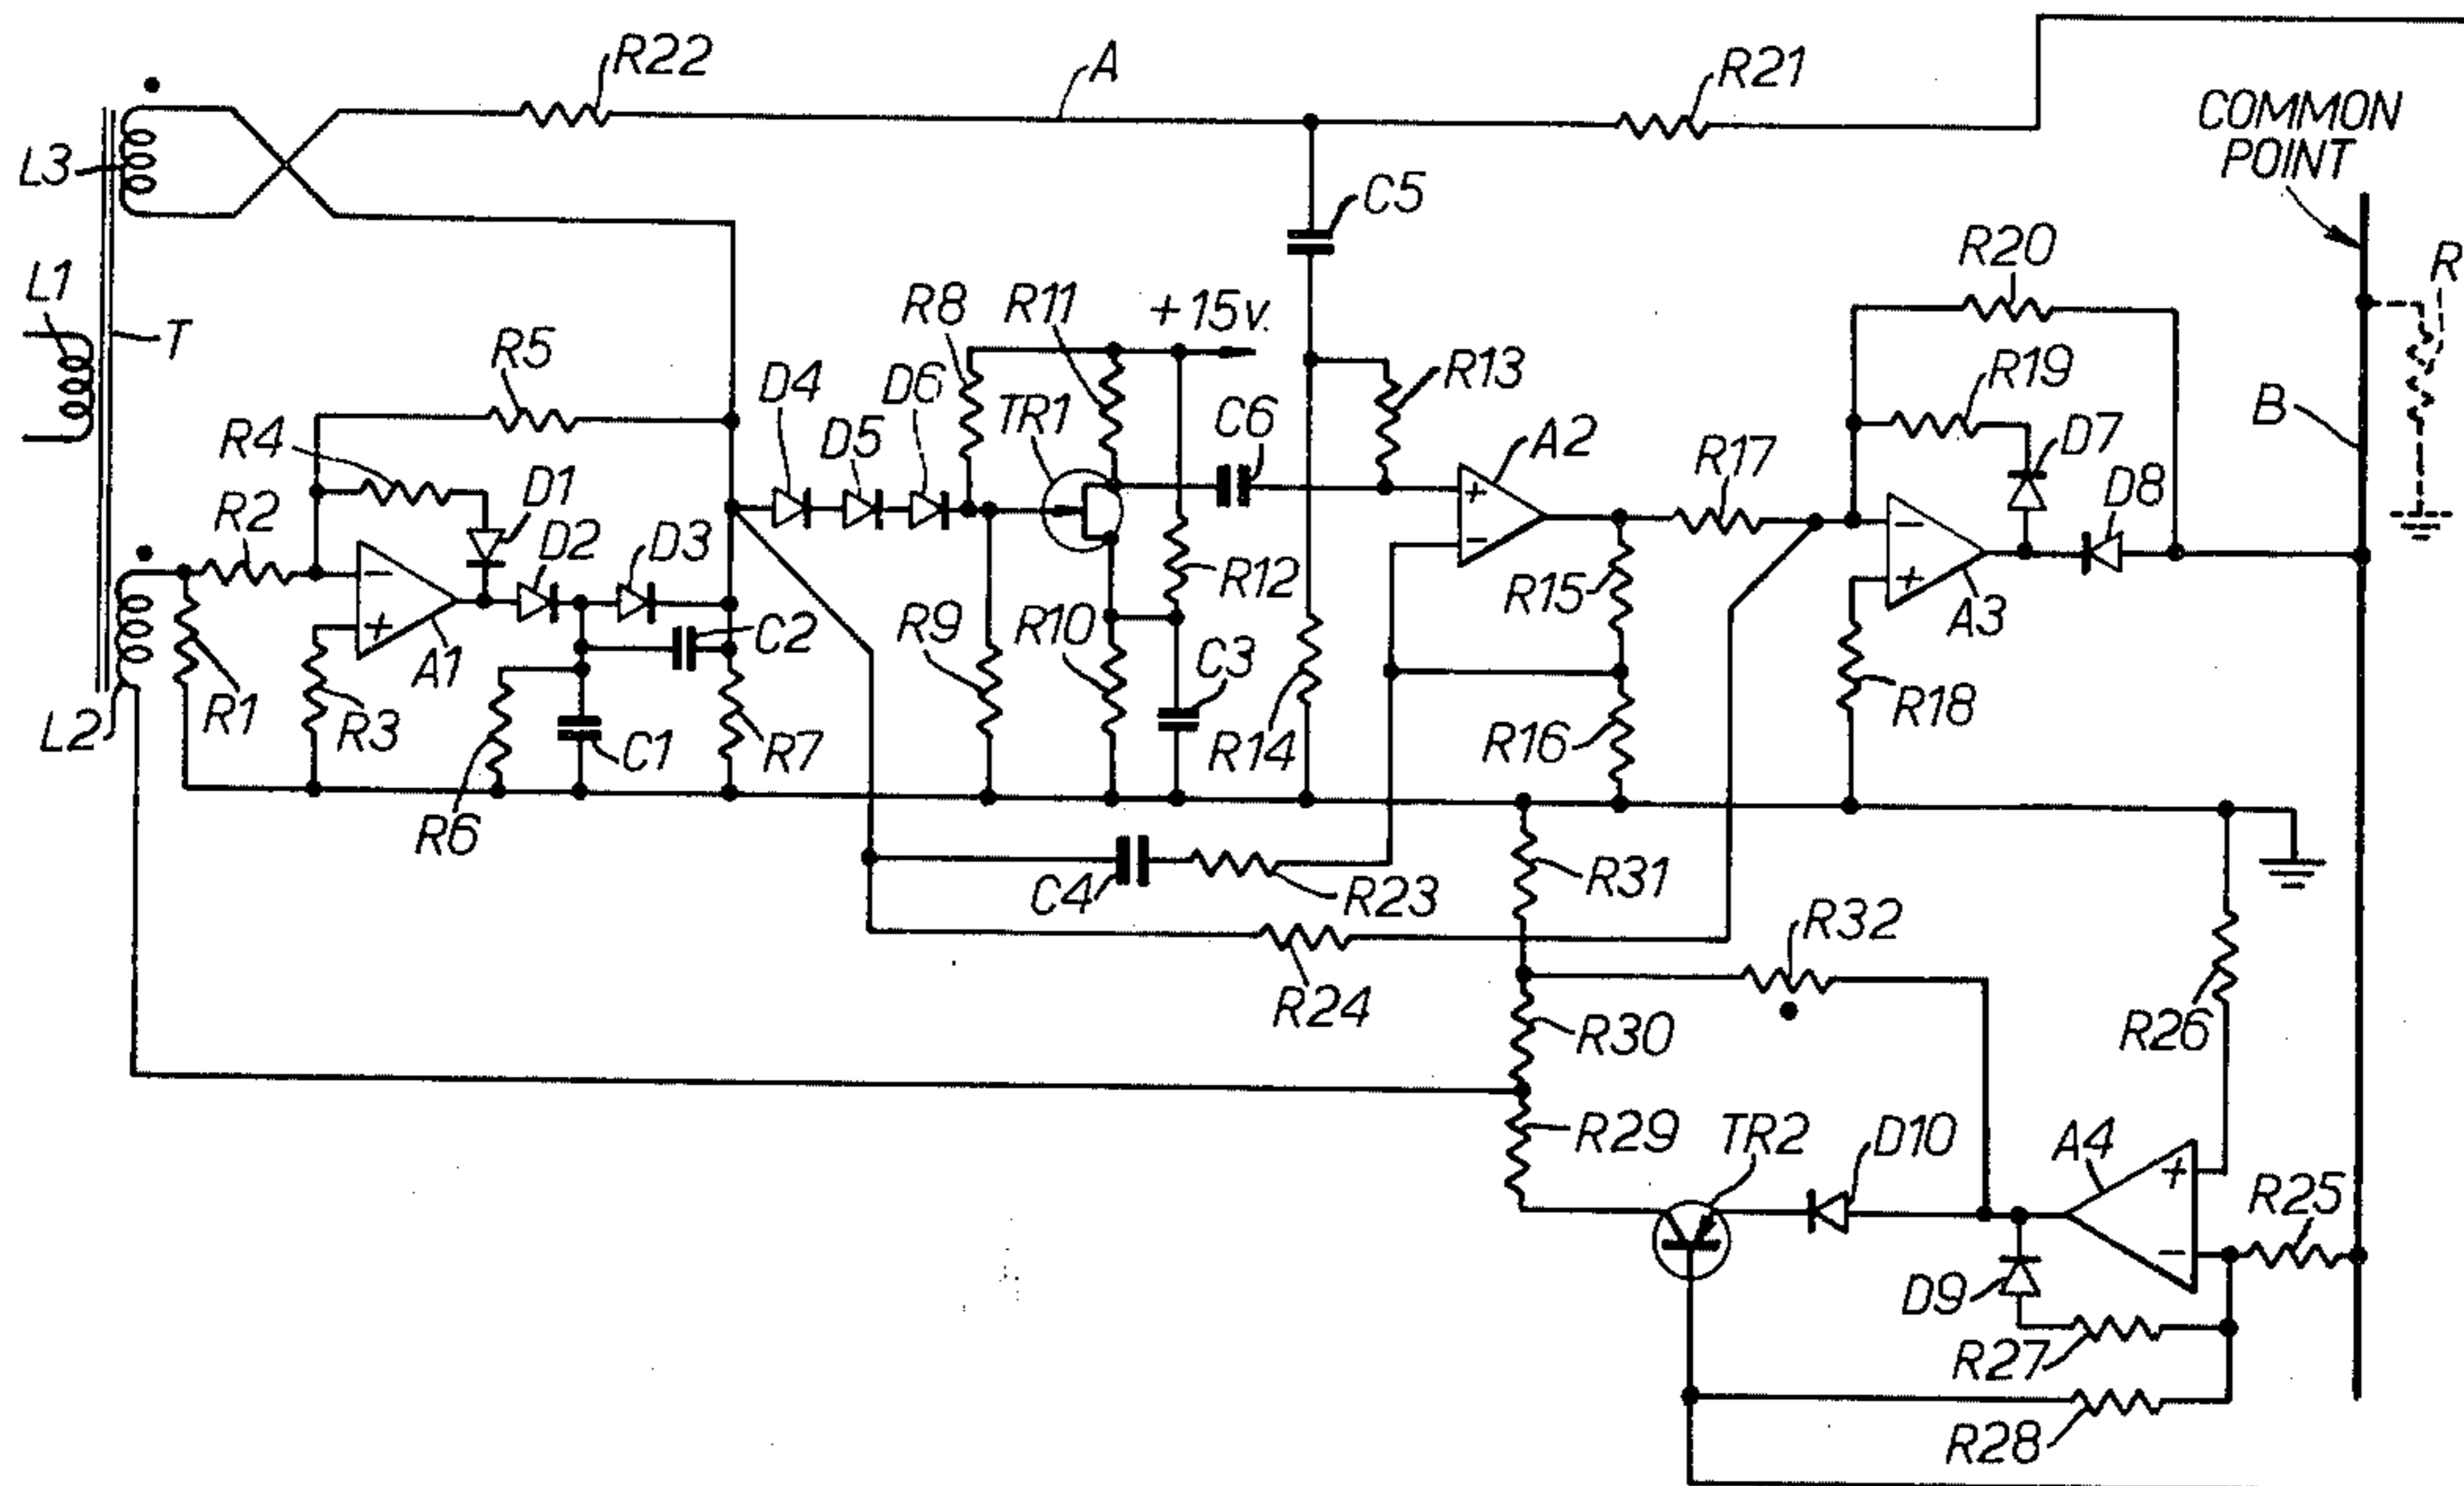 R22
A
R21
COMMON
POINT
L3
C5
R20
R
L1
T
R5
R8
R11
+15v.
R13
R19
D7
B
R4
D4
D5
D6
TR1
C6
A2
R17
D8
R2
D1
D2
D3
R12
R15
A3
+
-
L2
R1
R3
A1
C2
R9
R10
C3
R14
R16
R18
R6
C1
R7
C4
R23
R31
R32
R24
R30
R26
R29
TR2
D10
A4
R25
D9
R27
R28